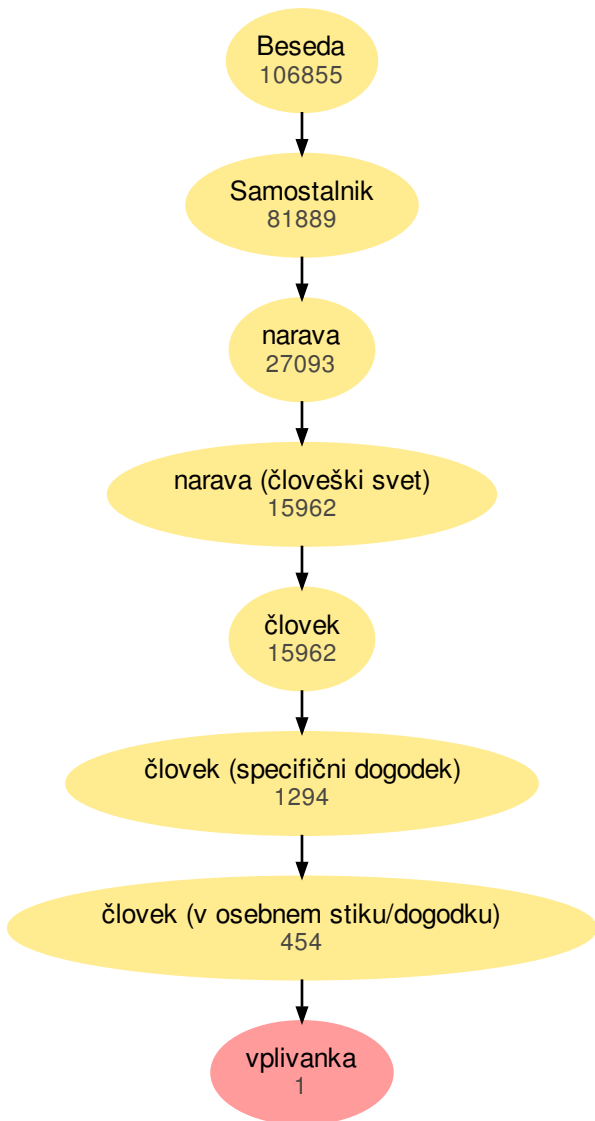 Beseda
106855
Samostalnik
81889
narava
27093
narava (človeški svet)
15962
človek
15962
človek (specifični dogodek)
1294
človek (v osebnem stiku/dogodku)
454
vplivanka
1